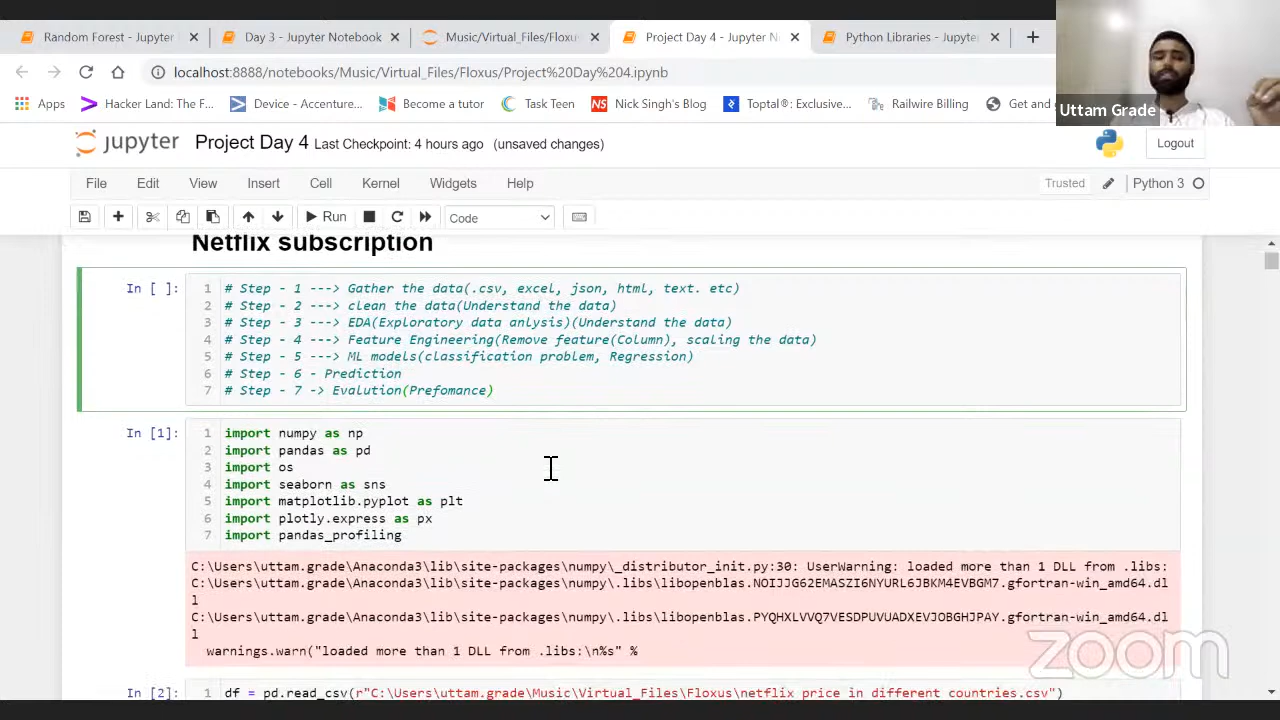 Random Forest - Jupyter
Day 3 - Jupyter Notebook
Music/Virtual_Files/Floxus
Project Day 4 - Jupyter N
Python Libraries - Jupyter
localhost:8888/notebooks/Music/Virtual_Files/Floxus/Project%20Day%204.ipynb
Apps
Hacker Land: The F...
Device - Accenture...
Become a tutor
Task Teen
NS Nick Singh's Blog
Toptal®: Exclusive...
Railwire Billing
Get and
Uttam Grade
jupyter Project Day 4 Last Checkpoint: 4 hours ago (unsaved changes)
Logout
File Edit View Insert Cell Kernel Widgets Help
Trusted Python 3
Run Code
Netflix subscription
In [ ]:
1 # Step - 1 ---> Gather the data(.csv, excel, json, html, text. etc)
2 # Step - 2 ---> clean the data(Understand the data)
3 # Step - 3 ---> EDA(Exploratory data anlysis)(Understand the data)
4 # Step - 4 ---> Feature Engineering(Remove feature(Column), scaling the data)
5 # Step - 5 ---> ML models(classification problem, Regression)
6 # Step - 6 - Prediction
7 # Step - 7 -> Evalution(Prefomance)
In [1]:
1 import numpy as np
2 import pandas as pd
3 import os
4 import seaborn as sns
5 import matplotlib.pyplot as plt
6 import plotly.express as px
7 import pandas_profiling
C:\Users\uttam.grade\Anaconda3\lib\site-packages\numpy\_distributor_init.py:30: UserWarning: loaded more than 1 DLL from .libs:
C:\Users\uttam.grade\Anaconda3\lib\site-packages\numpy\.libs\libopenblas.NOIJJG62EMASZI6NYURL6JBKM4EVBGM7.gfortran-win_amd64.dl
l
C:\Users\uttam.grade\Anaconda3\lib\site-packages\numpy\.libs\libopenblas.PYQHXLVVQ7VESDPUVUADXEVJOBGHJPAY.gfortran-win_amd64.dl
l
warnings.warn("loaded more than 1 DLL from .libs:\n%s" %
zoom
In [2]:
1 df = pd.read_csv(r"C:\Users\uttam.grade\Music\Virtual_Files\Floxus\netflix price in different countries.csv")